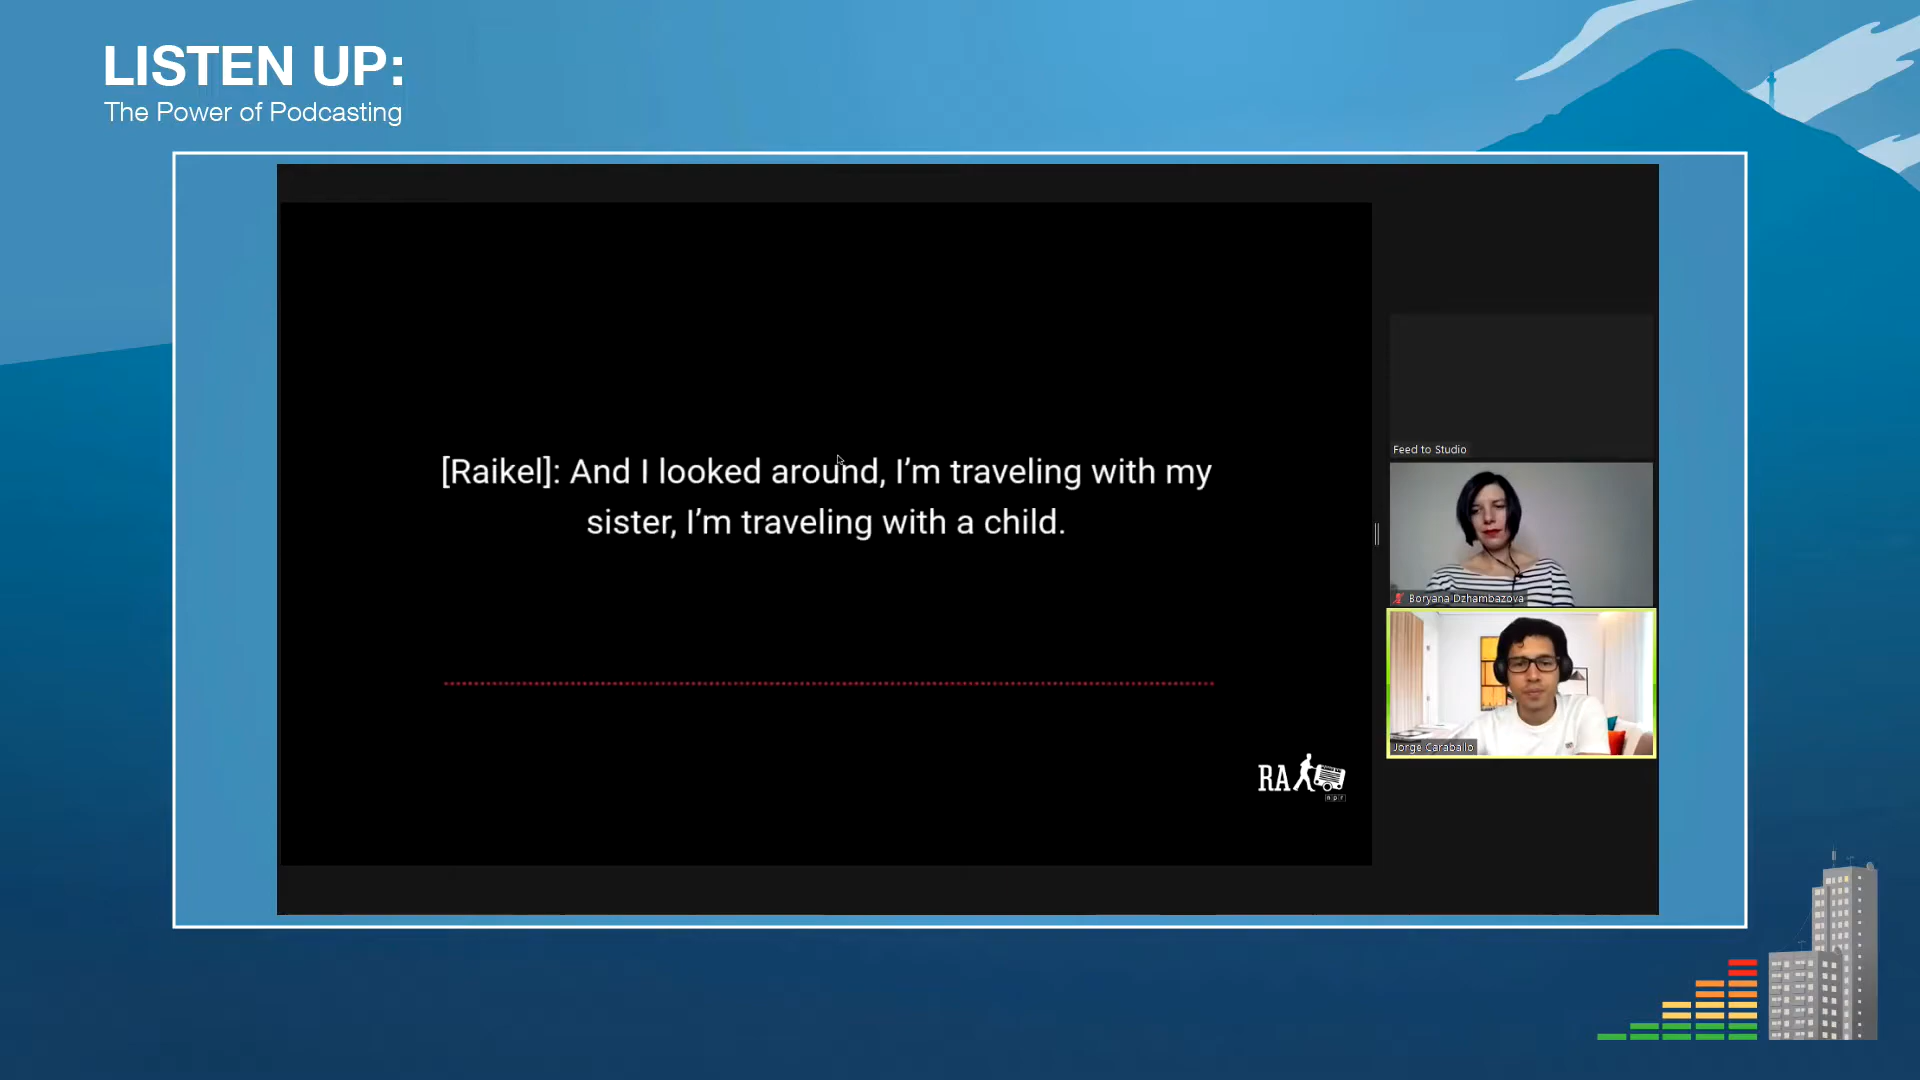 LISTEN UP:
The Power of Podcasting
[Raikel]: And I looked around, I’m traveling with my
sister, I’m traveling with a child.
Feed to Studio
Boryana Dzhambazova
Jorge Caraballo
RA
npr